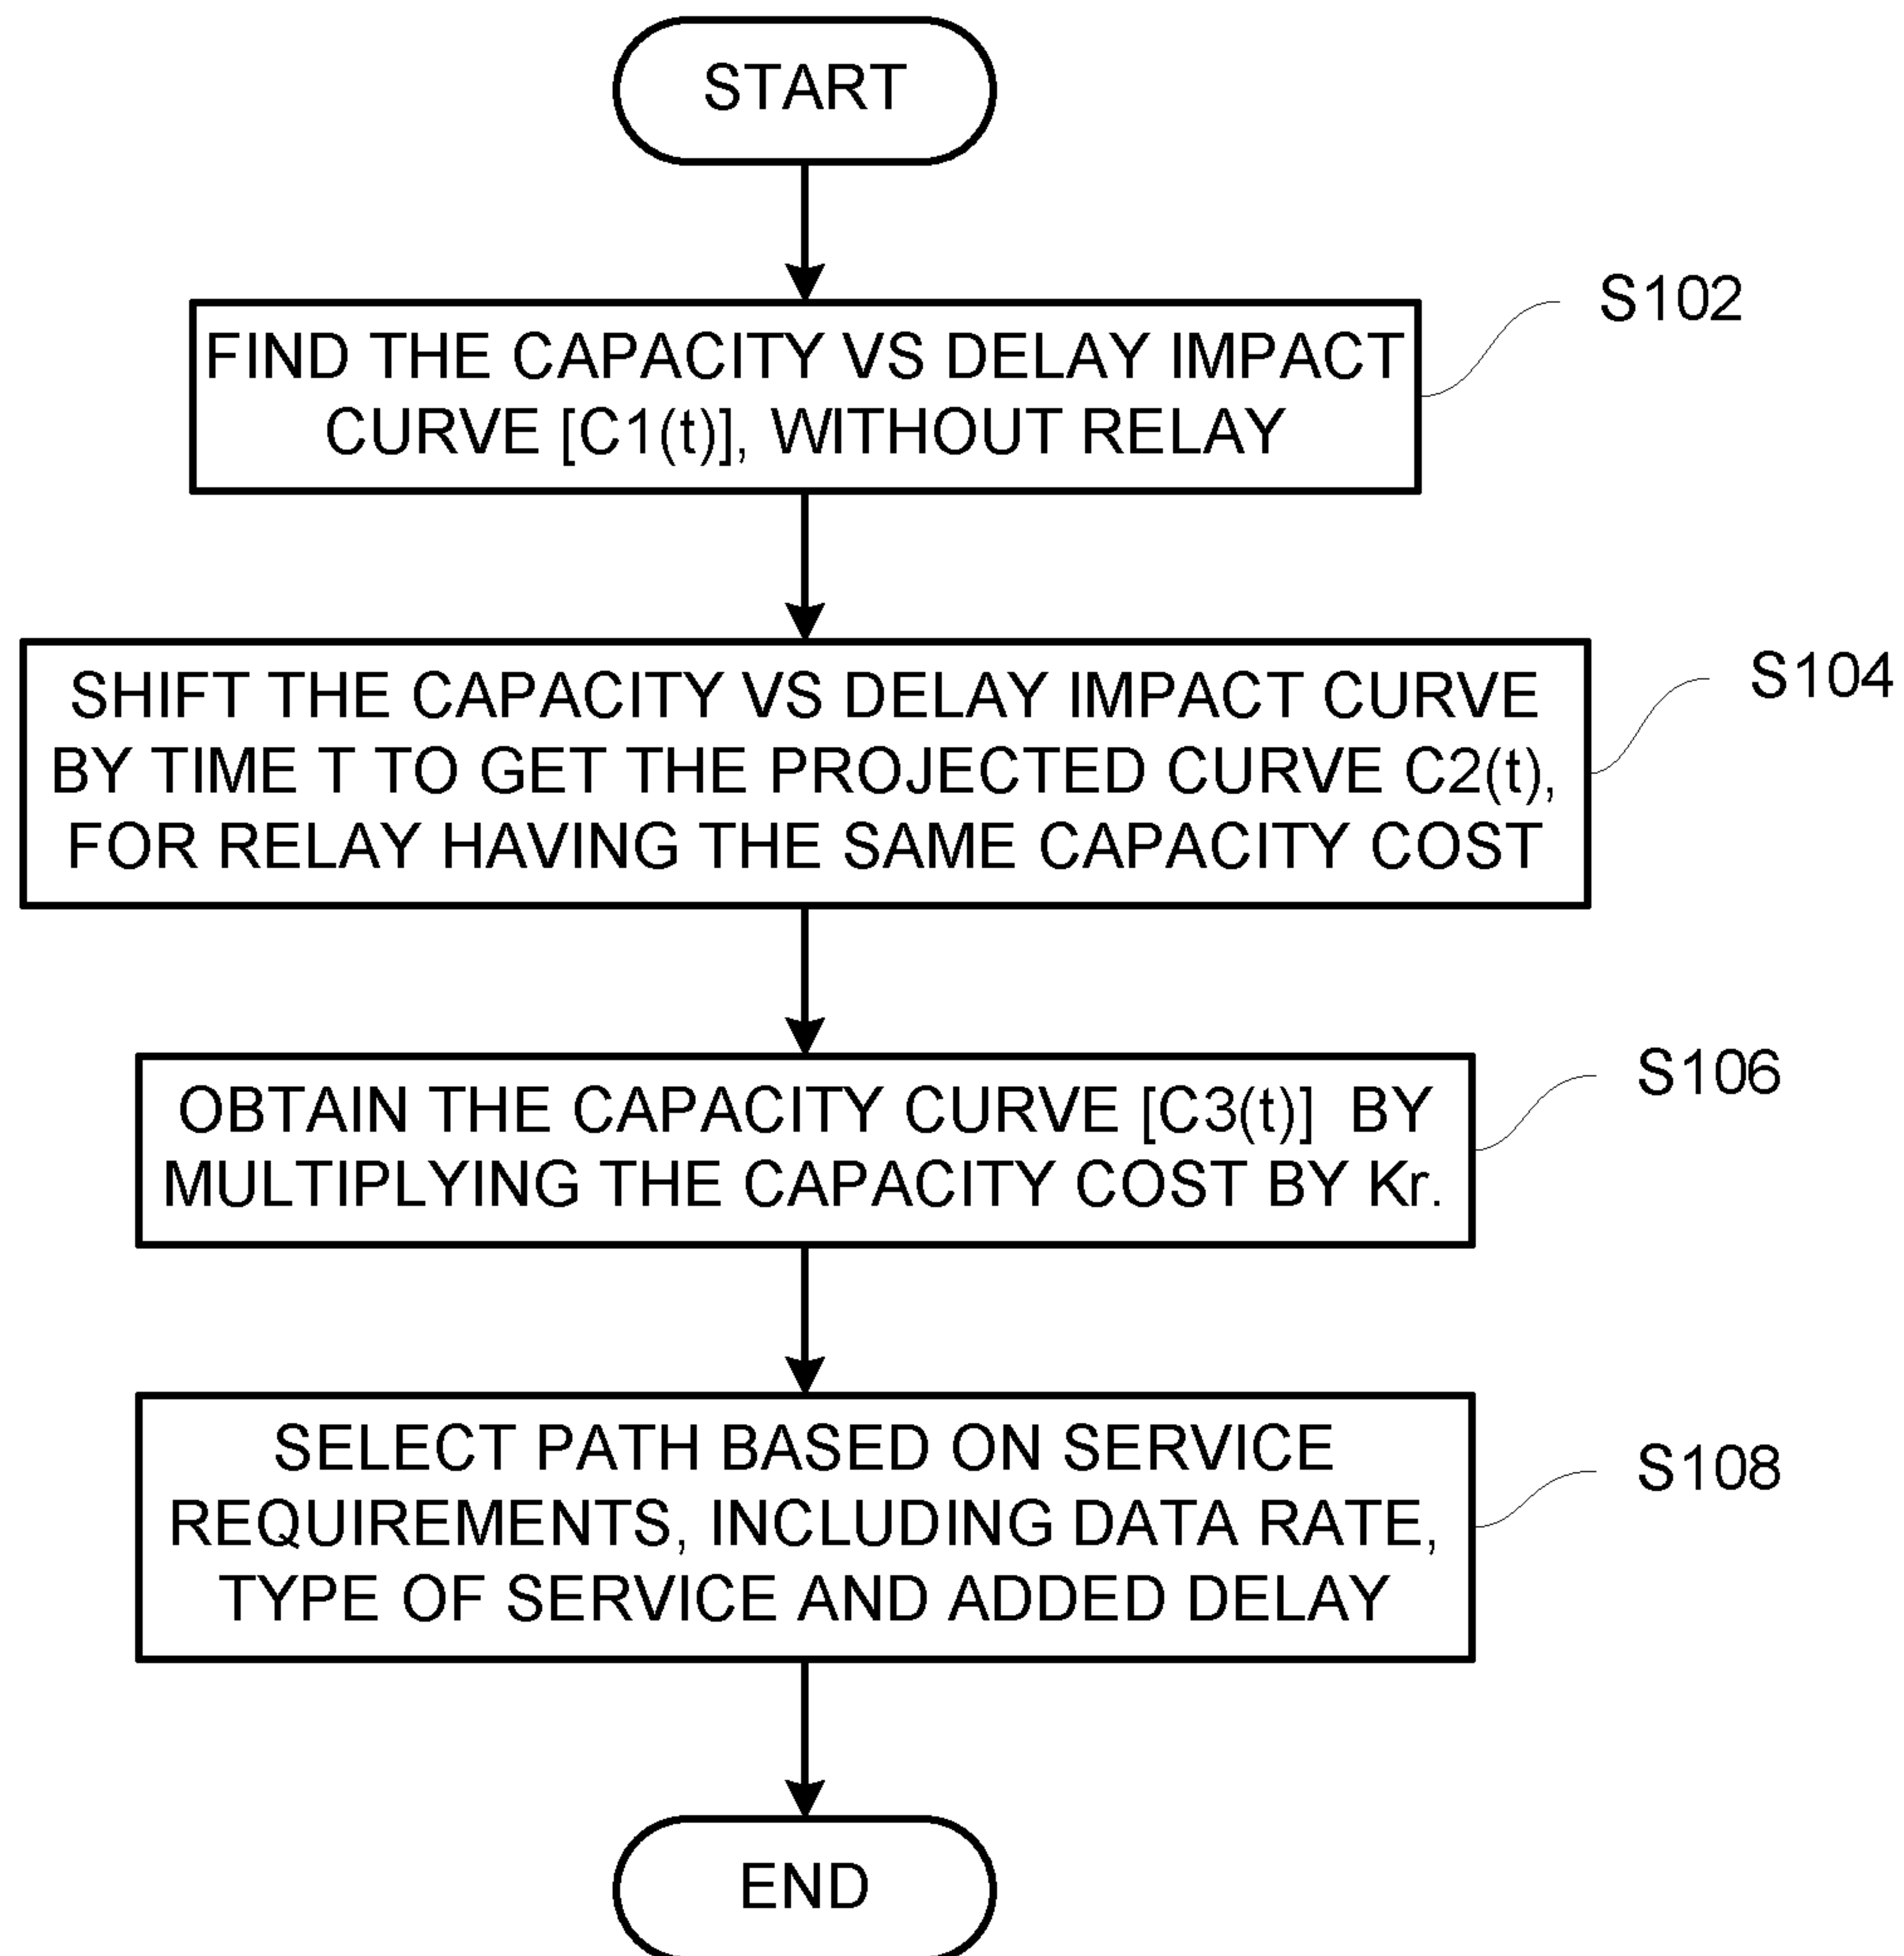 START
S102
FIND THE CAPACITY VS DELAY IMPACT
CURVE [C1(t)], WITHOUT RELAY
S104
SHIFT THE CAPACITY VS DELAY IMPACT CURVE
BY TIME T TO GET THE PROJECTED CURVE C2(t),
FOR RELAY HAVING THE SAME CAPACITY COST
S106
OBTAIN THE CAPACITY CURVE [C3(t)] BY
MULTIPLYING THE CAPACITY COST BY Kr.
S108
SELECT PATH BASED ON SERVICE
REQUIREMENTS, INCLUDING DATA RATE,
TYPE OF SERVICE AND ADDED DELAY
END